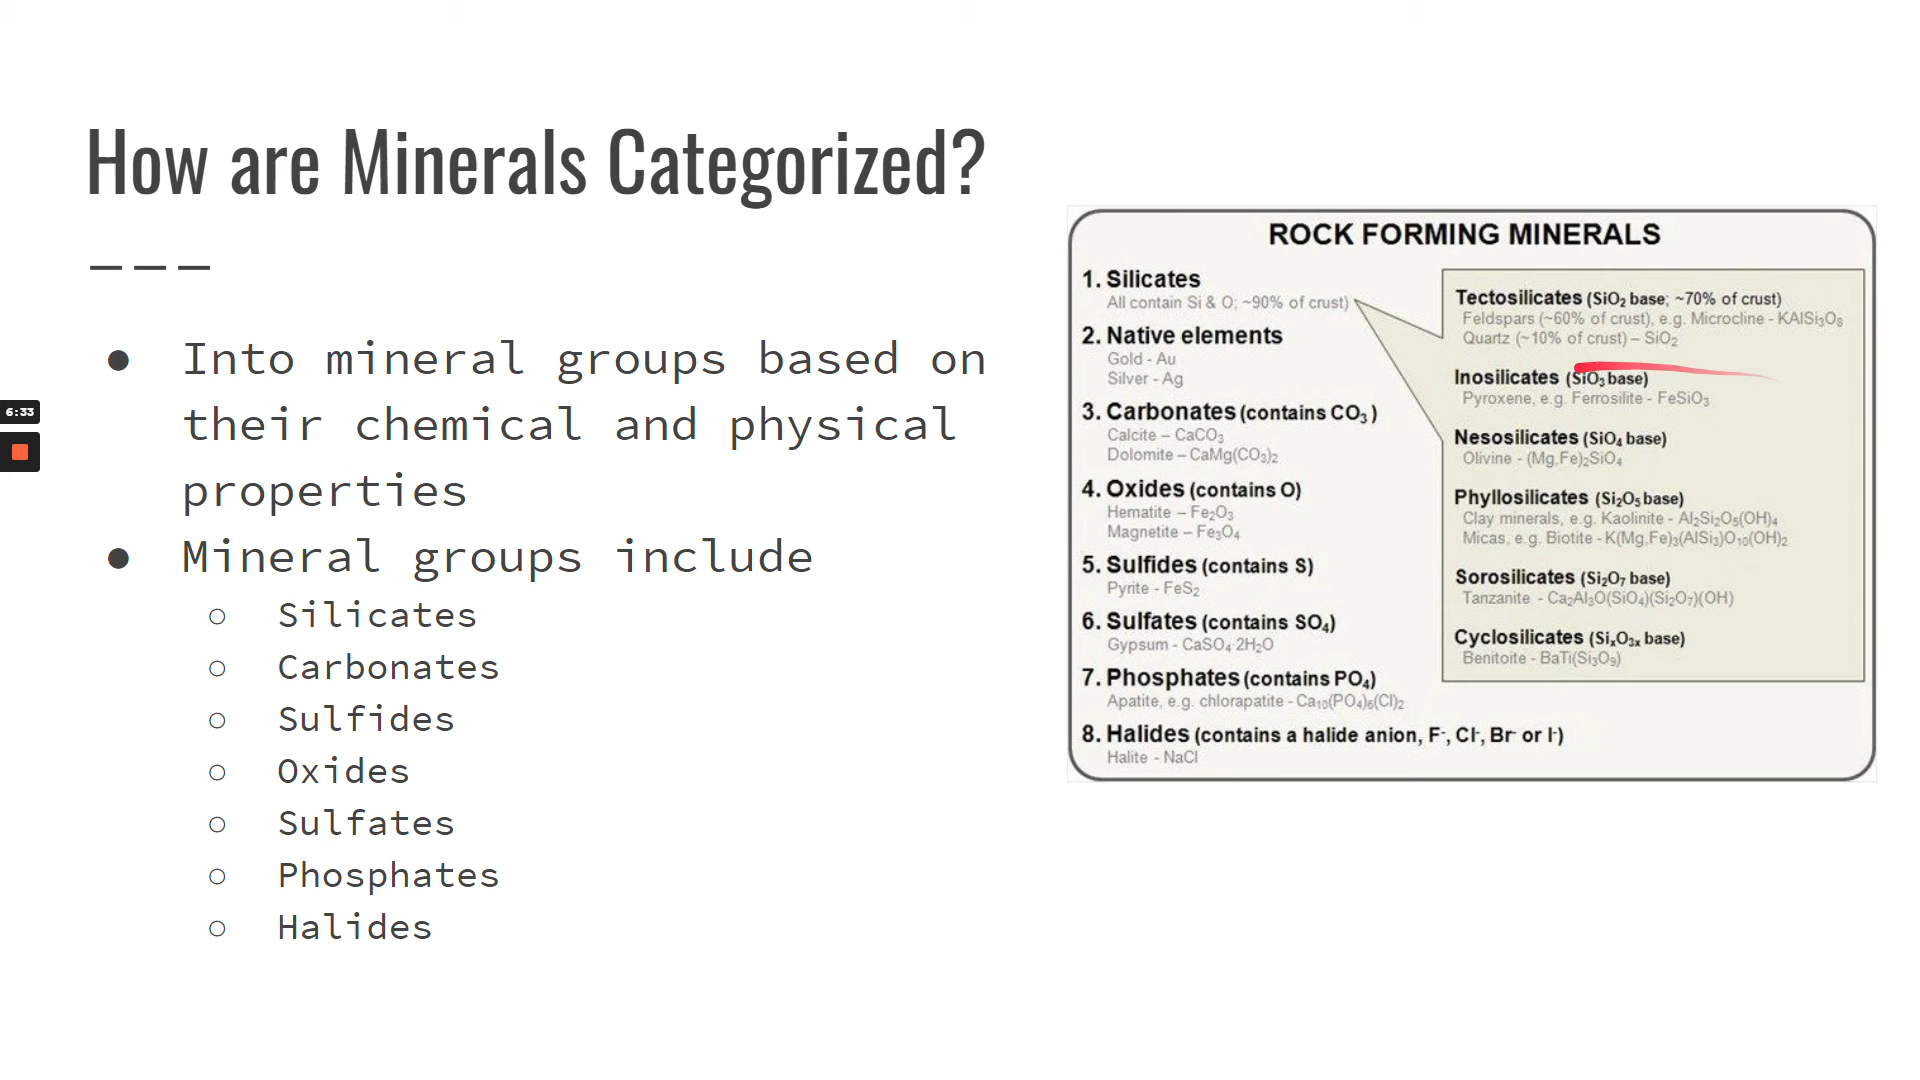 How are Minerals Categorized?
● Into mineral groups based on
their chemical and physical
properties
● Mineral groups include
○ Silicates
○ Carbonates
○ Sulfides
○ Oxides
○ Sulfates
○ Phosphates
○ Halides
6:33
ROCK FORMING MINERALS
1. Silicates
All contain Si & O; ~90% of crust)
2. Native elements
Gold - Au
Silver - Ag
3. Carbonates (contains CO₃ )
Calcite – CaCO₃
Dolomite – CaMg(CO₃)₂
4. Oxides (contains O)
Hematite – Fe₂O₃
Magnetite – Fe₃O₄
5. Sulfides (contains S)
Pyrite - FeS₂
6. Sulfates (contains SO₄)
Gypsum - CaSO₄·2H₂O
7. Phosphates (contains PO₄)
Apatite, e.g. chlorapatite - Ca₁₀(PO₄)₆(Cl)₂
8. Halides (contains a halide anion, F⁻, Cl⁻, Br⁻ or I⁻)
Halite - NaCl
Tectosilicates (SiO₂ base; ~70% of crust)
Feldspars (~60% of crust), e.g. Microcline - KAlSi₃O₈
Quartz (~10% of crust) – SiO₂
Inosilicates (SiO₃ base)
Pyroxene, e.g. Ferrosilite - FeSiO₃
Nesosilicates (SiO₄ base)
Olivine - (Mg,Fe)₂SiO₄
Phyllosilicates (Si₂O₅ base)
Clay minerals, e.g. Kaolinite - Al₂Si₂O₅(OH)₄
Micas, e.g. Biotite - K(Mg,Fe)₃(AlSi₃)O₁₀(OH)₂
Sorosilicates (Si₂O₇ base)
Tanzanite - Ca₂Al₃O(SiO₄)(Si₂O₇)(OH)
Cyclosilicates (SiₓO₃ₓ base)
Benitoite - BaTi(Si₃O₉)